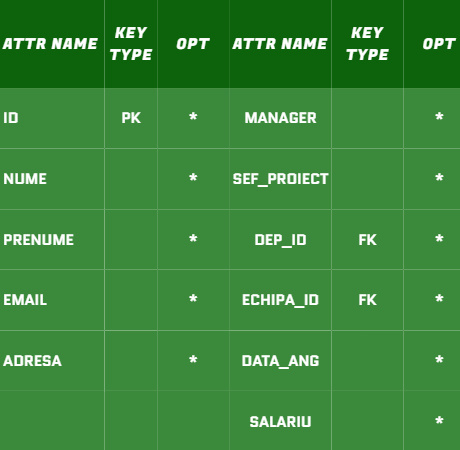 ATTR NAME KEY TYPE OPT ATTR NAME KEY TYPE OPT
ID PK * MANAGER *
NUME * SEF_PROIECT *
PRENUME * DEP_ID FK *
EMAIL * ECHIPA_ID FK *
ADRESA * DATA_ANG *
SALARIU *